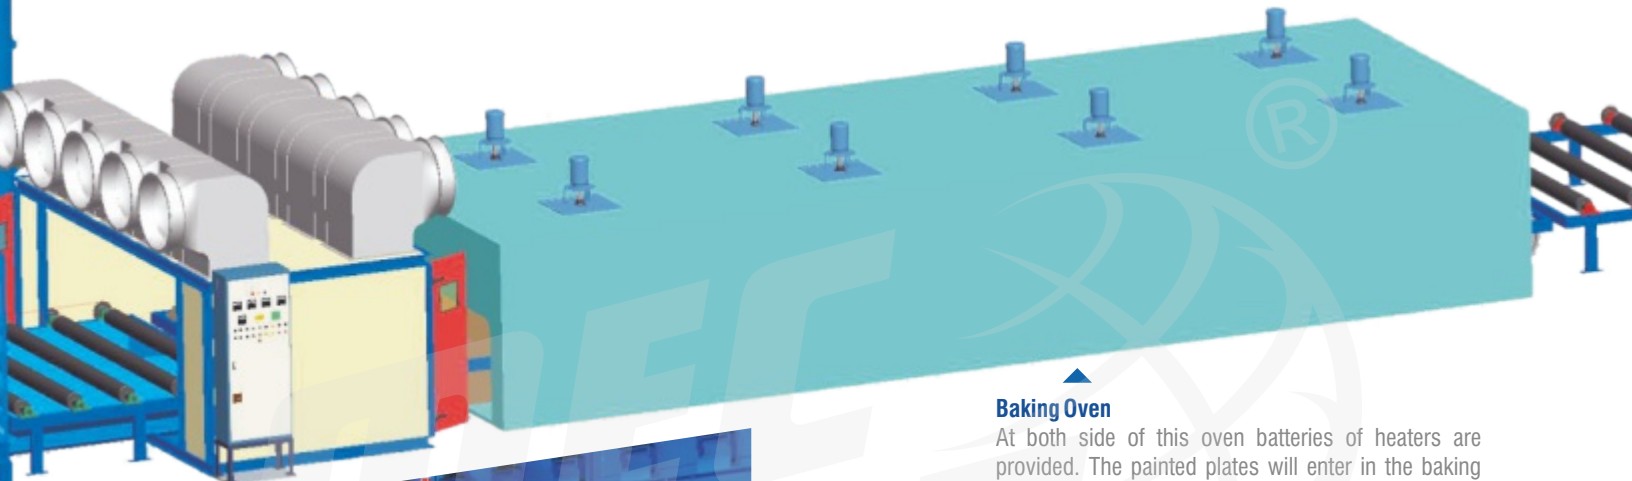 Baking Oven
At both side of this oven batteries of heaters are
provided. The painted plates will enter in the baking